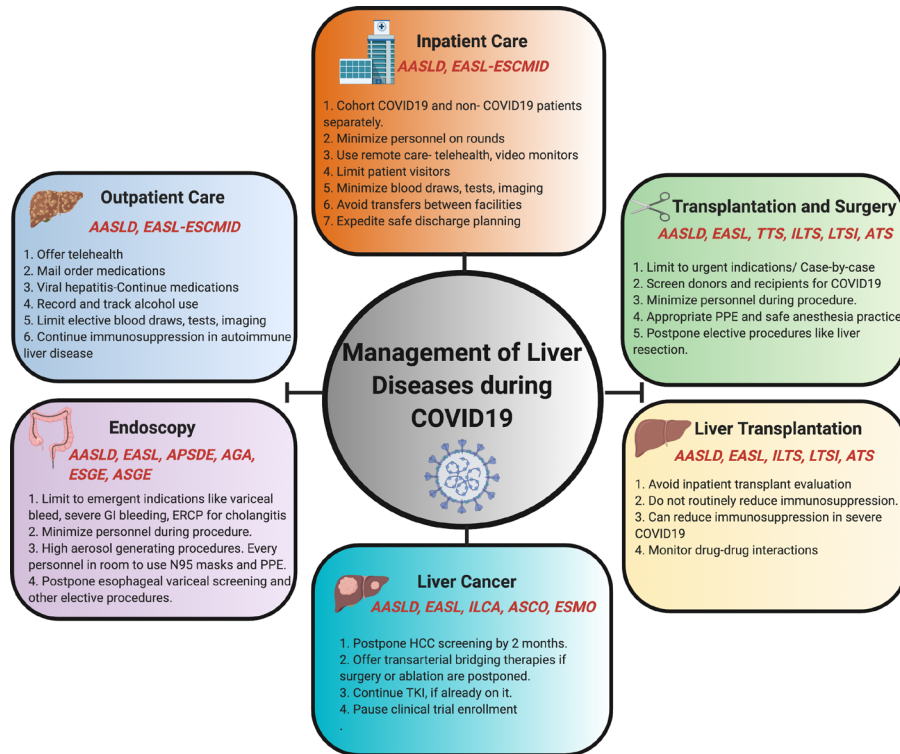 Inpatient Care
AASLD, EASL-ESCMID
1. Cohort COVID19 and non- COVID19 patients
separately.
2. Minimize personnel on rounds
3. Use remote care- telehealth, video monitors
4. Limit patient visitors
5. Minimize blood draws, tests, imaging
6. Avoid transfers between facilities
7. Expedite safe discharge planning
Outpatient Care
AASLD, EASL-ESCMID
1. Offer telehealth
2. Mail order medications
3. Viral hepatitis-Continue medications
4. Record and track alcohol use
5. Limit elective blood draws, tests, imaging
6. Continue immunosuppression in autoimmune
liver disease
Transplantation and Surgery
AASLD, EASL, TTS, ILTS, LTSI, ATS
1. Limit to urgent indications/ Case-by-case
2. Screen donors and recipients for COVID19
3. Minimize personnel during procedure.
4. Appropriate PPE and safe anesthesia practice
5. Postpone elective procedures like liver
resection.
Management of Liver
Diseases during
COVID19
Endoscopy
AASLD, EASL, APSDE, AGA,
ESGE, ASGE
1. Limit to emergent indications like variceal
bleed, severe GI bleeding, ERCP for cholangitis
2. Minimize personnel during procedure.
3. High aerosol generating procedures. Every
personnel in room to use N95 masks and PPE.
4. Postpone esophageal variceal screening and
other elective procedures.
Liver Transplantation
AASLD, EASL, ILTS, LTSI, ATS
1. Avoid inpatient transplant evaluation
2. Do not routinely reduce immunosuppression.
3. Can reduce immunosuppression in severe
COVID19
4. Monitor drug-drug interactions
Liver Cancer
AASLD, EASL, ILCA, ASCO, ESMO
1. Postpone HCC screening by 2 months.
2. Offer transarterial bridging therapies if
surgery or ablation are postponed.
3. Continue TKI, if already on it.
4. Pause clinical trial enrollment
.